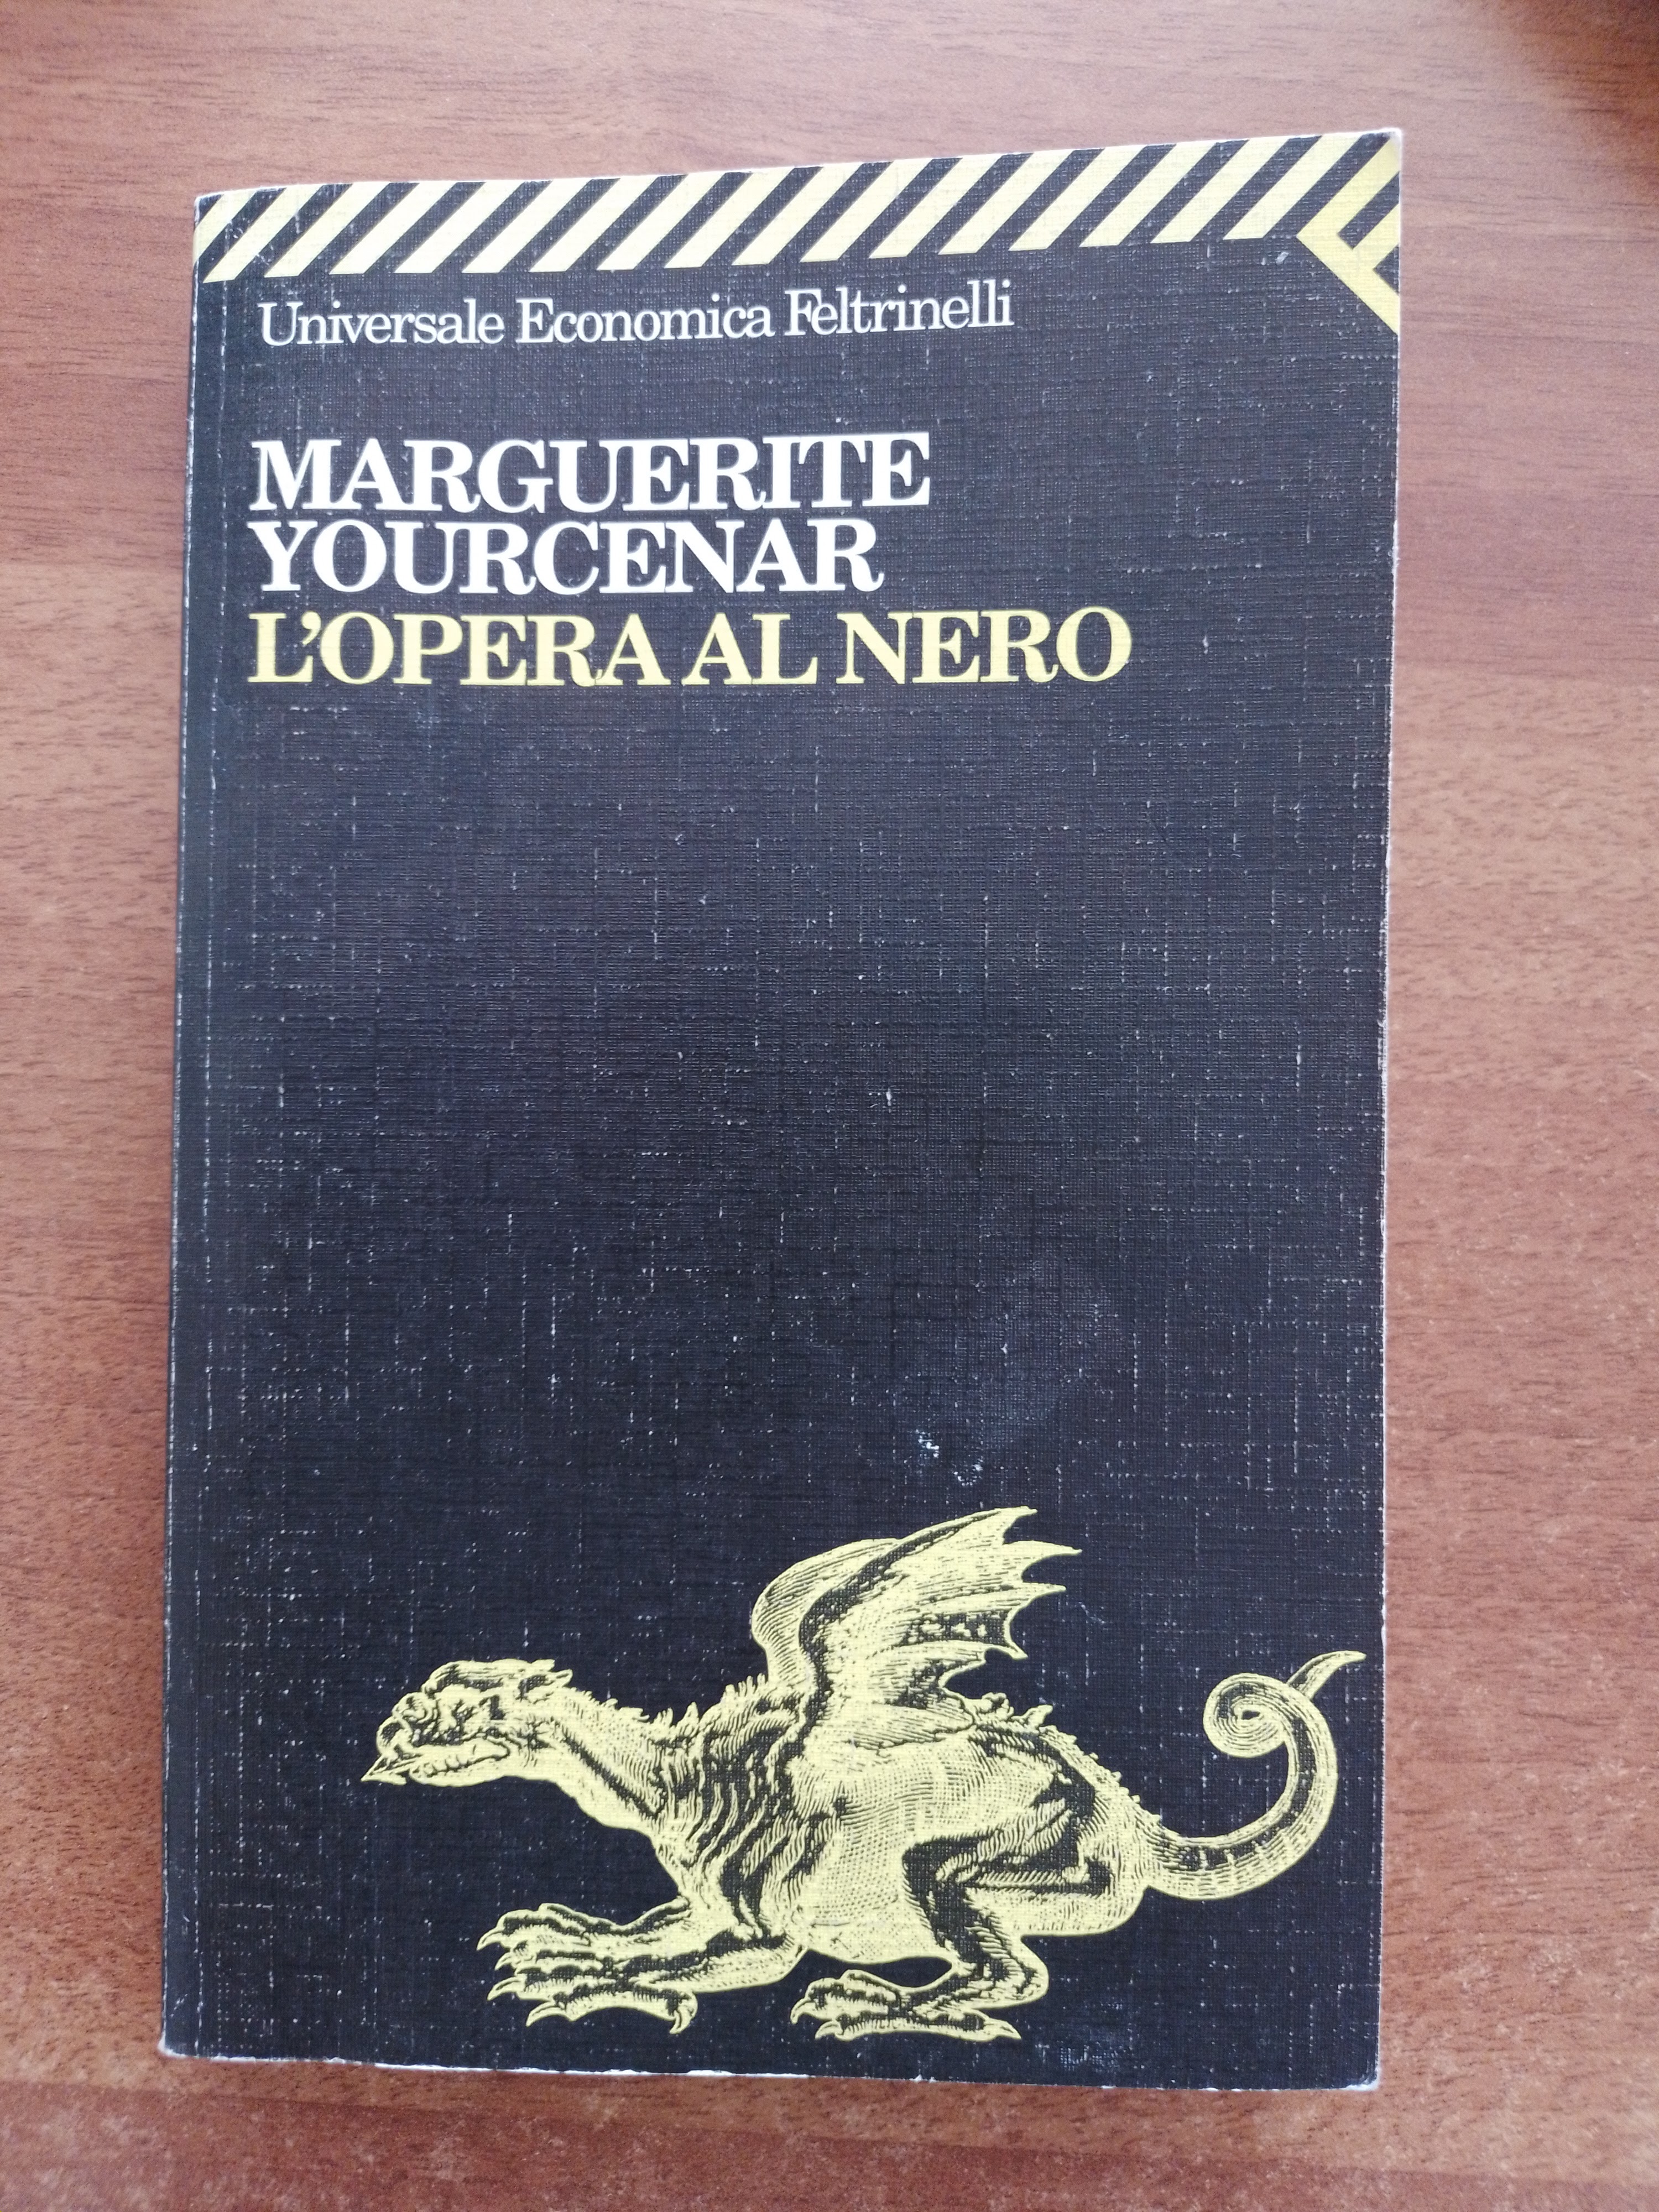 Universale Economica Feltrinelli
MARGUERITE
YOURCENAR
L'OPERA AL NERO